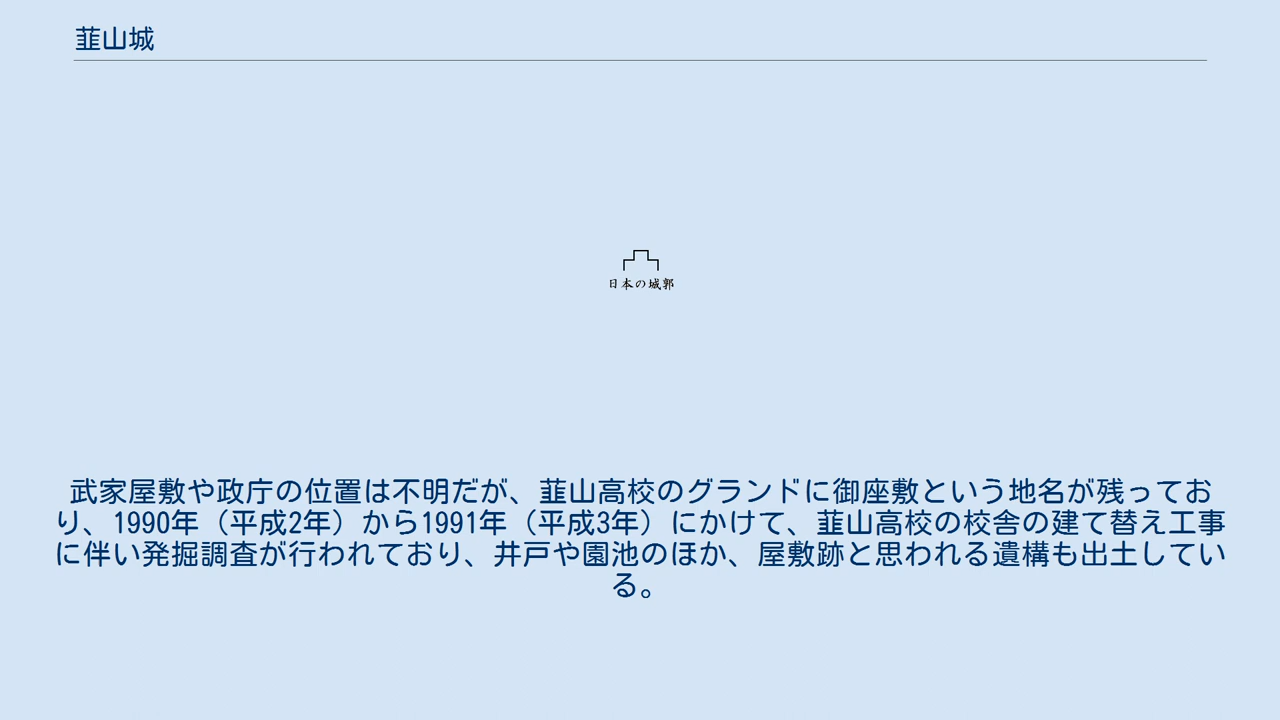 韮山城
日本の城郭
武家屋敷や政庁の位置は不明だが、韮山高校のグランドに御座敷という地名が残ってお
り、1990年（平成2年）から1991年（平成3年）にかけて、韮山高校の校舎の建て替え工事
に伴い発掘調査が行われており、井戸や園池のほか、屋敷跡と思われる遺構も出土してい
る。